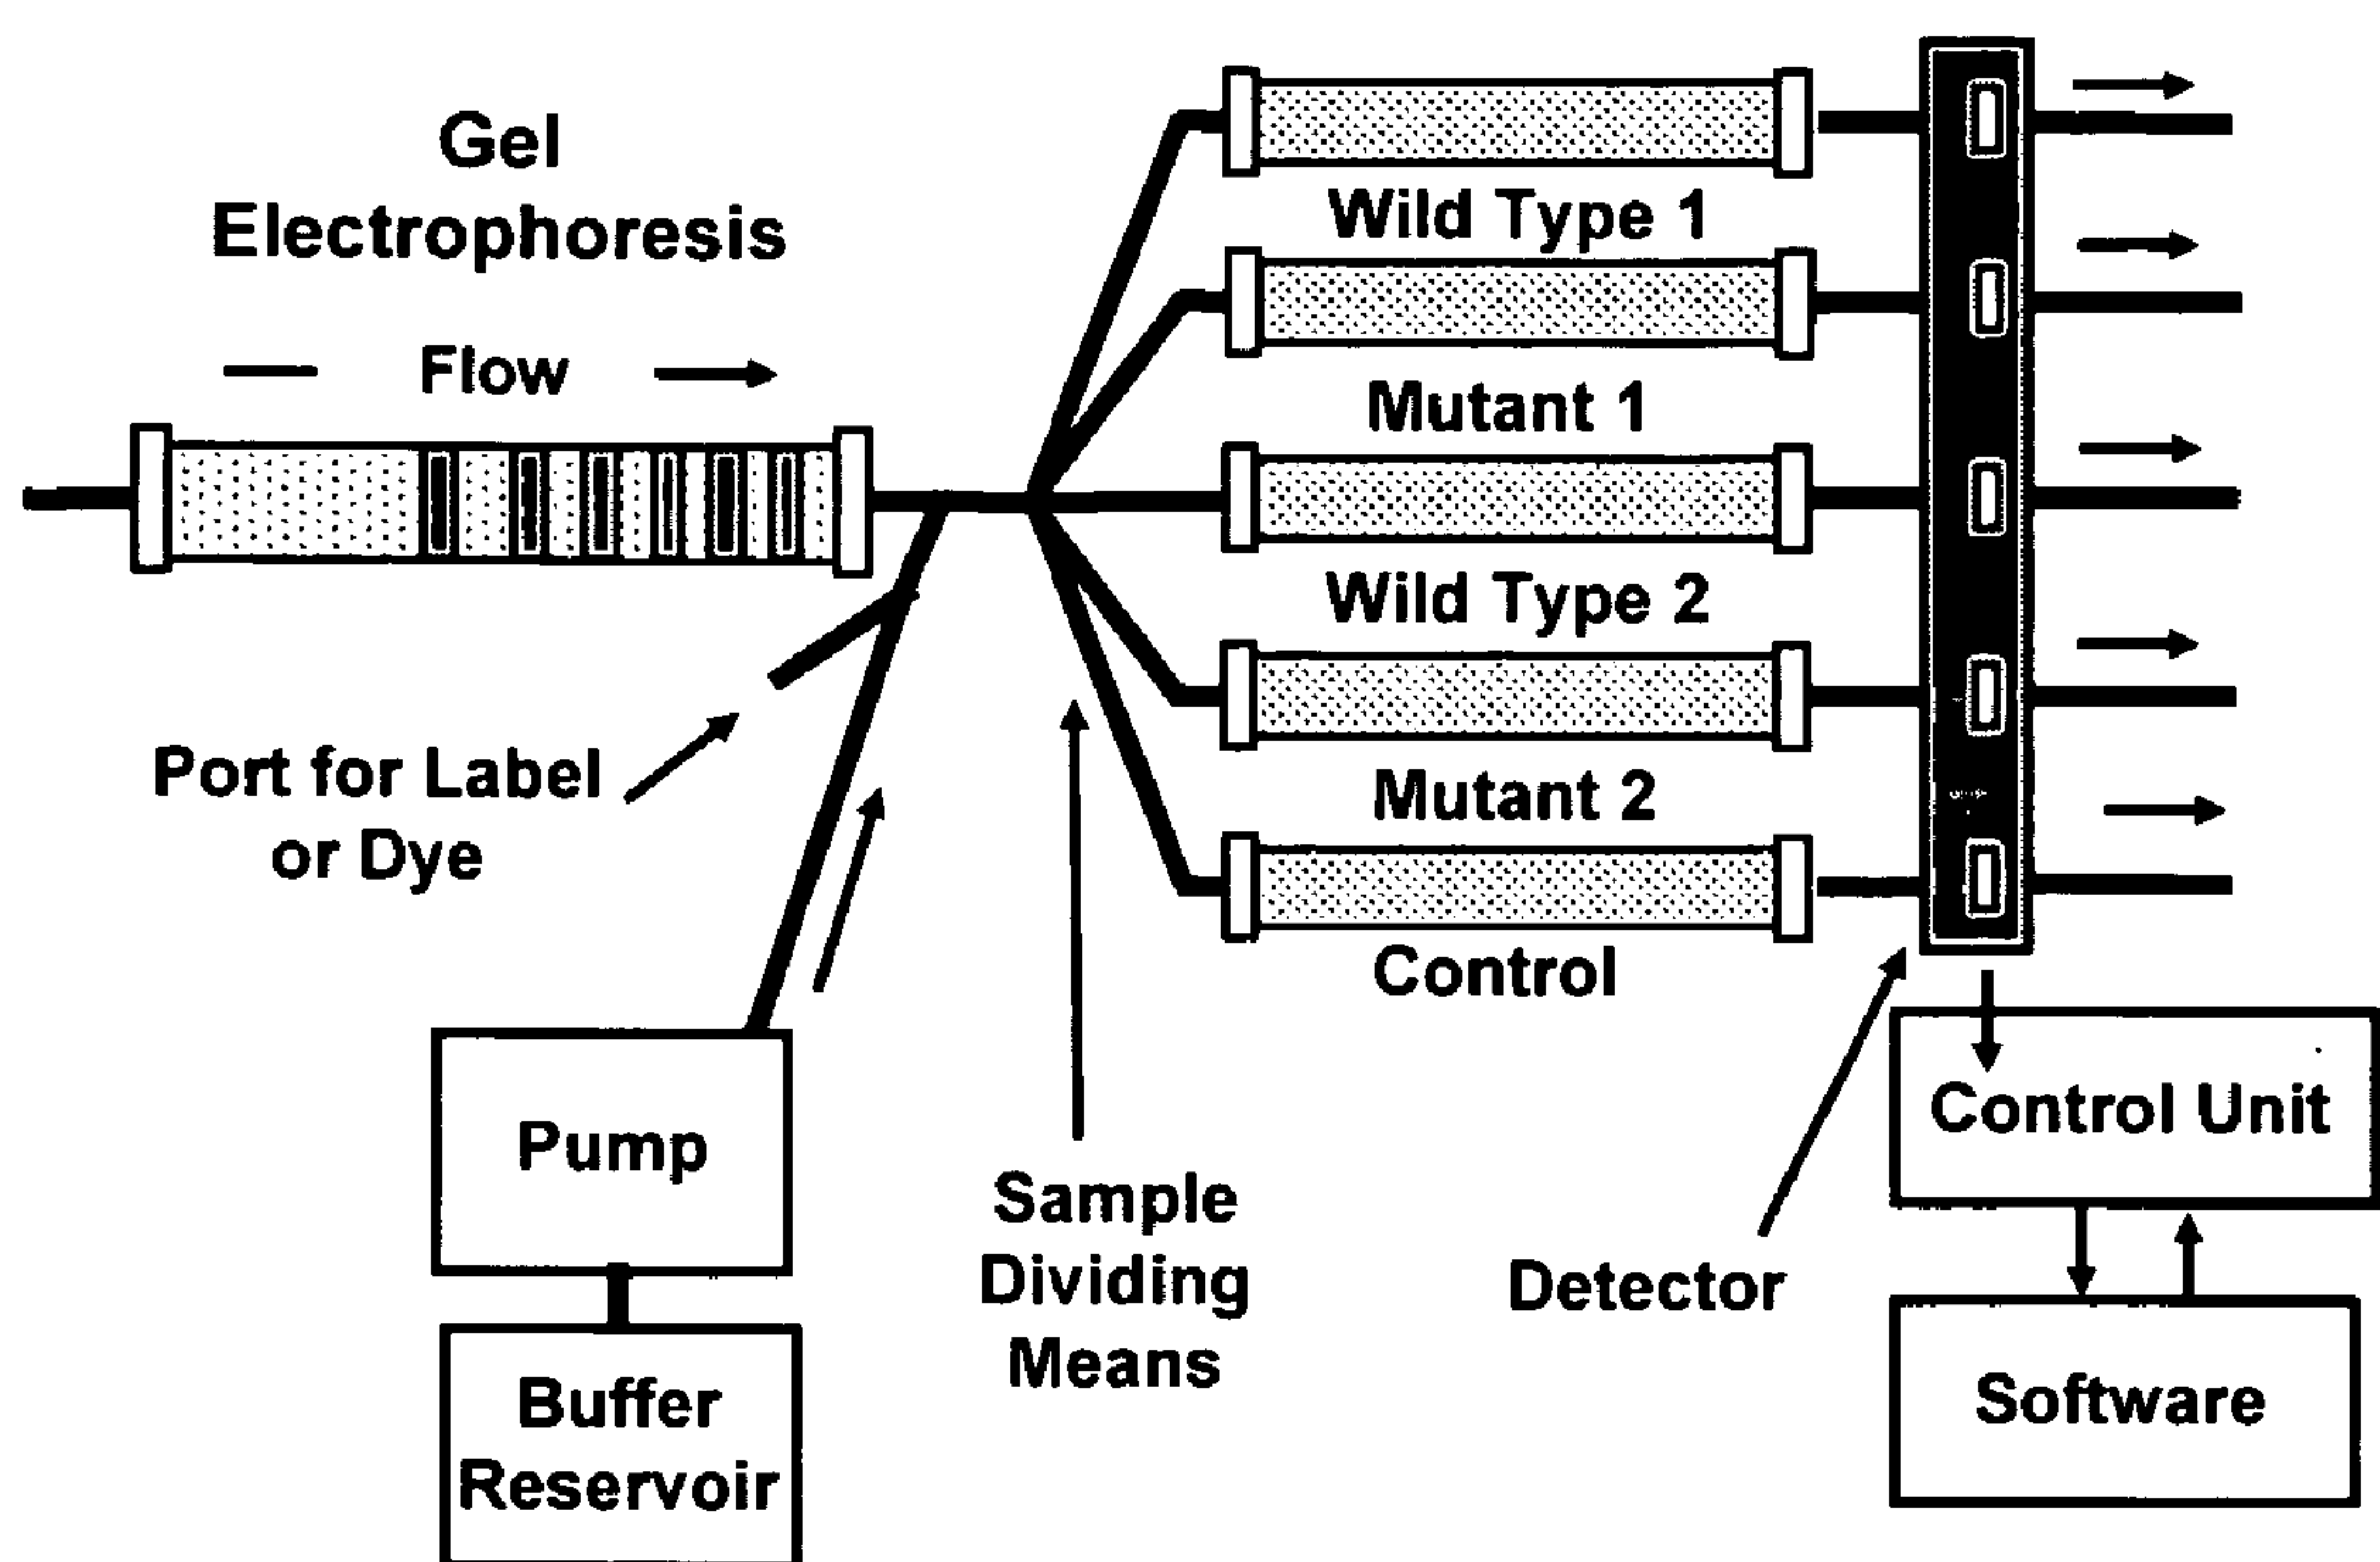 Gel
Electrophoresis
Flow
Wild Type 1
Mutant 1
Wild Type 2
Mutant 2
Control
Port for Label
or Dye
Pump
Buffer
Reservoir
Sample
Dividing
Means
Detector
Control Unit
Software